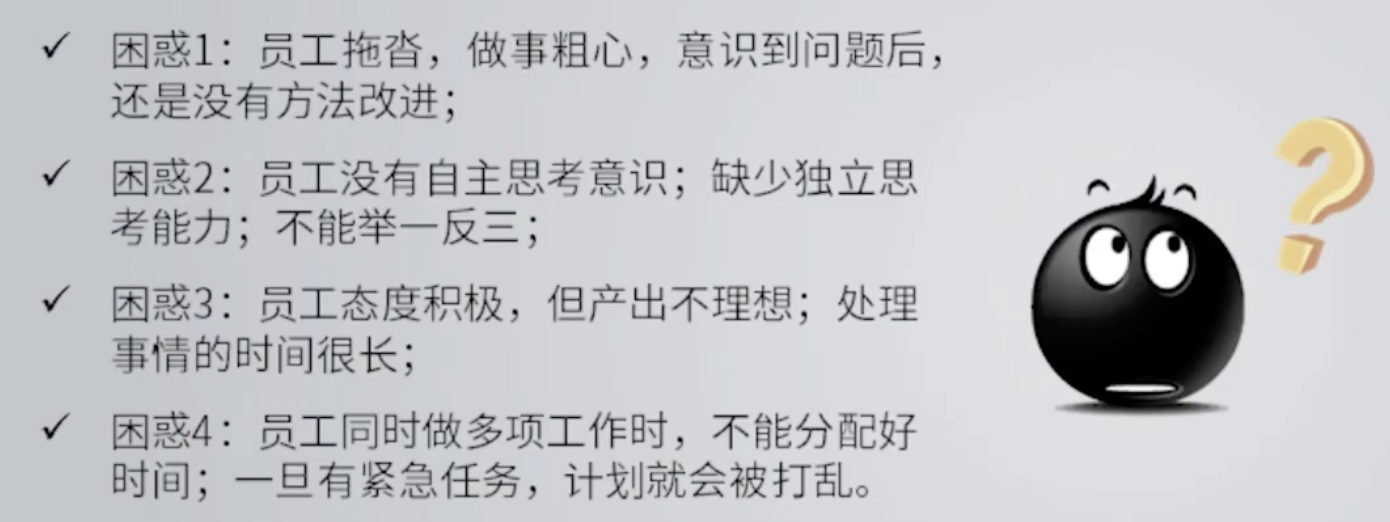 ✓ 困惑1：员工拖沓，做事粗心，意识到问题后，
还是没有方法改进；
✓ 困惑2：员工没有自主思考意识；缺少独立思
考能力；不能举一反三；
✓ 困惑3：员工态度积极，但产出不理想；处理
事情的时间很长；
✓ 困惑4：员工同时做多项工作时，不能分配好
时间；一旦有紧急任务，计划就会被打乱。
?